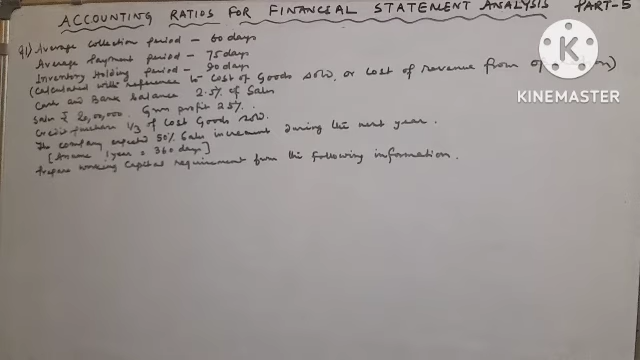 ACCOUNTING RATIOS FOR FINANCIAL STATEMENT ANALYSIS PART-5
Q1) Average collection period - 60 days
Average Payment period - 75 days
Inventory Holding period - 90 days
(Calculated with reference to Cost of Goods sold or Cost of revenue from
Cash and Bank balance 2.5% of Sales
Sales ₹ 20,00,000. Gross profit 25%.
Credit purchase 1/3 of Cost Goods sold.
The company expected 50% Sales increment during the next year.
[Assume 1 year = 360 days]
Prepare working Capital requirement from the following information.
K
KINEMASTER